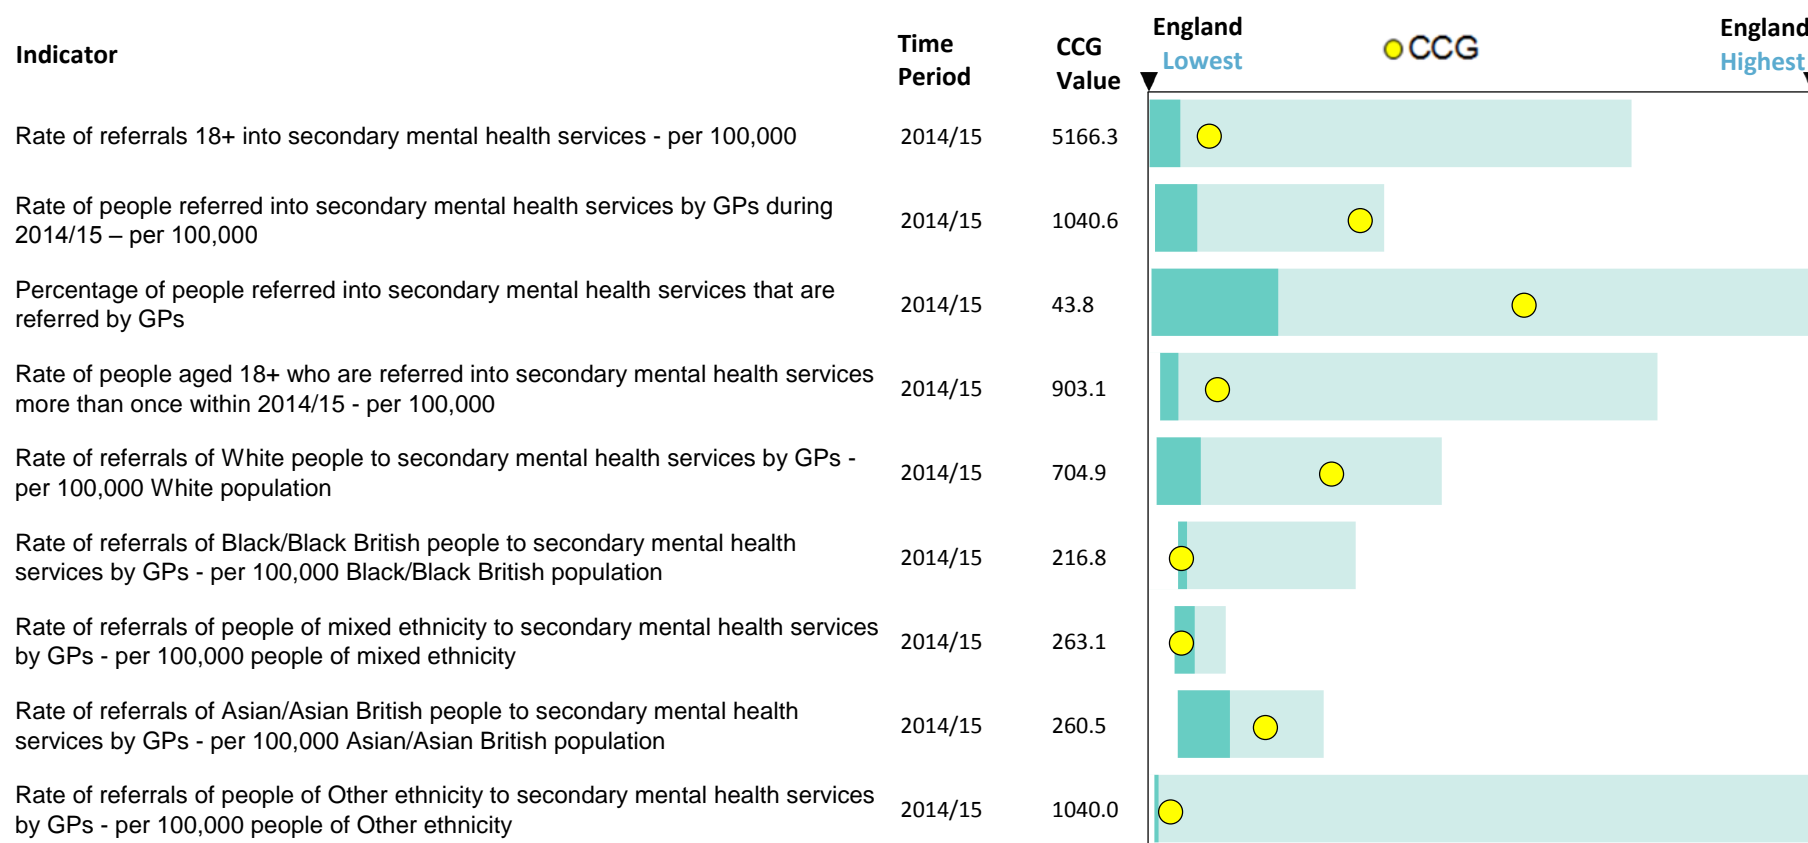 Indicator
Time
Period
CCG
Value
England
Lowest
CCG
England
Highest
Rate of referrals 18+ into secondary mental health services - per 100,000
2014/15
5166.3
Rate of people referred into secondary mental health services by GPs during
2014/15 – per 100,000
2014/15
1040.6
Percentage of people referred into secondary mental health services that are
referred by GPs
2014/15
43.8
Rate of people aged 18+ who are referred into secondary mental health services
more than once within 2014/15 - per 100,000
2014/15
903.1
Rate of referrals of White people to secondary mental health services by GPs -
per 100,000 White population
2014/15
704.9
Rate of referrals of Black/Black British people to secondary mental health
services by GPs - per 100,000 Black/Black British population
2014/15
216.8
Rate of referrals of people of mixed ethnicity to secondary mental health services
by GPs - per 100,000 people of mixed ethnicity
2014/15
263.1
Rate of referrals of Asian/Asian British people to secondary mental health
services by GPs - per 100,000 Asian/Asian British population
2014/15
260.5
Rate of referrals of people of Other ethnicity to secondary mental health services
by GPs - per 100,000 people of Other ethnicity
2014/15
1040.0